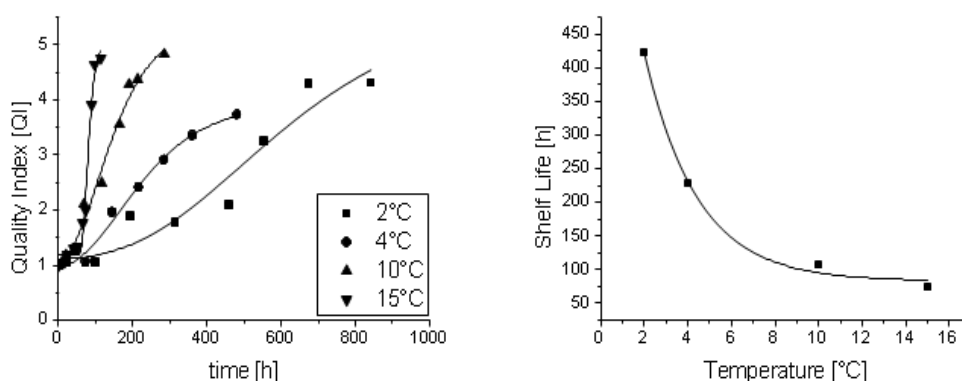 Quality Index [QI]
5
4
3
2
1
0
0 200 400 600 800 1000
time [h]
2°C
4°C
10°C
15°C
Shelf Life [h]
450
400
350
300
250
200
150
100
50
0 2 4 6 8 10 12 14 16
Temperature [°C]